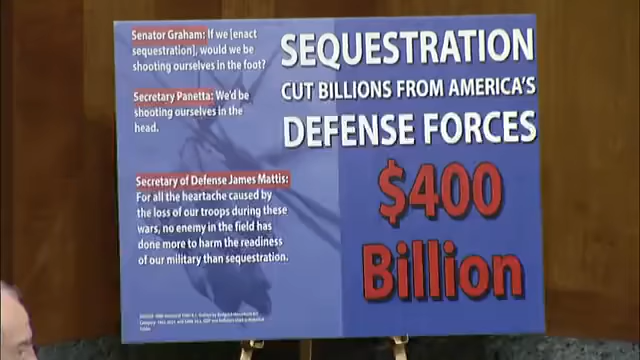 Senator Graham: If we [enact
sequestration], would we be
shooting ourselves in the foot?
Secretary Panetta: We'd be
shooting ourselves in the
head.
Secretary of Defense James Mattis:
For all the heartache caused by
the loss of our troops during these
wars, no enemy in the field has
done more to harm the readiness
of our military than sequestration.
SEQUESTRATION
CUT BILLIONS FROM AMERICA'S
DEFENSE FORCES
$400
Billion